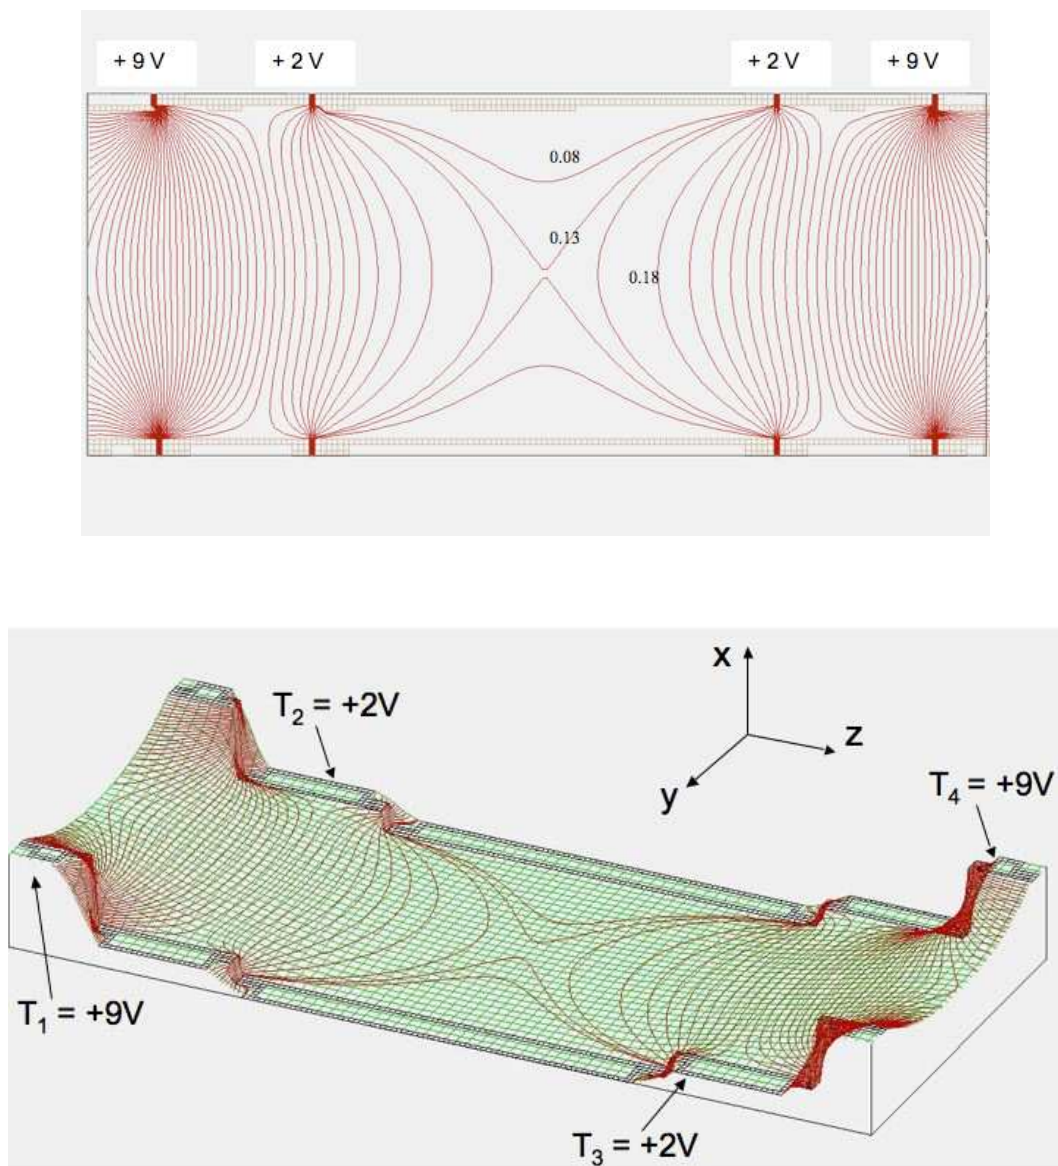 + 9 V + 2 V + 2 V + 9 V
0.08
0.13
0.18
x
T₂ = +2V
z
y
T₄ = +9V
T₁ = +9V
T₃ = +2V